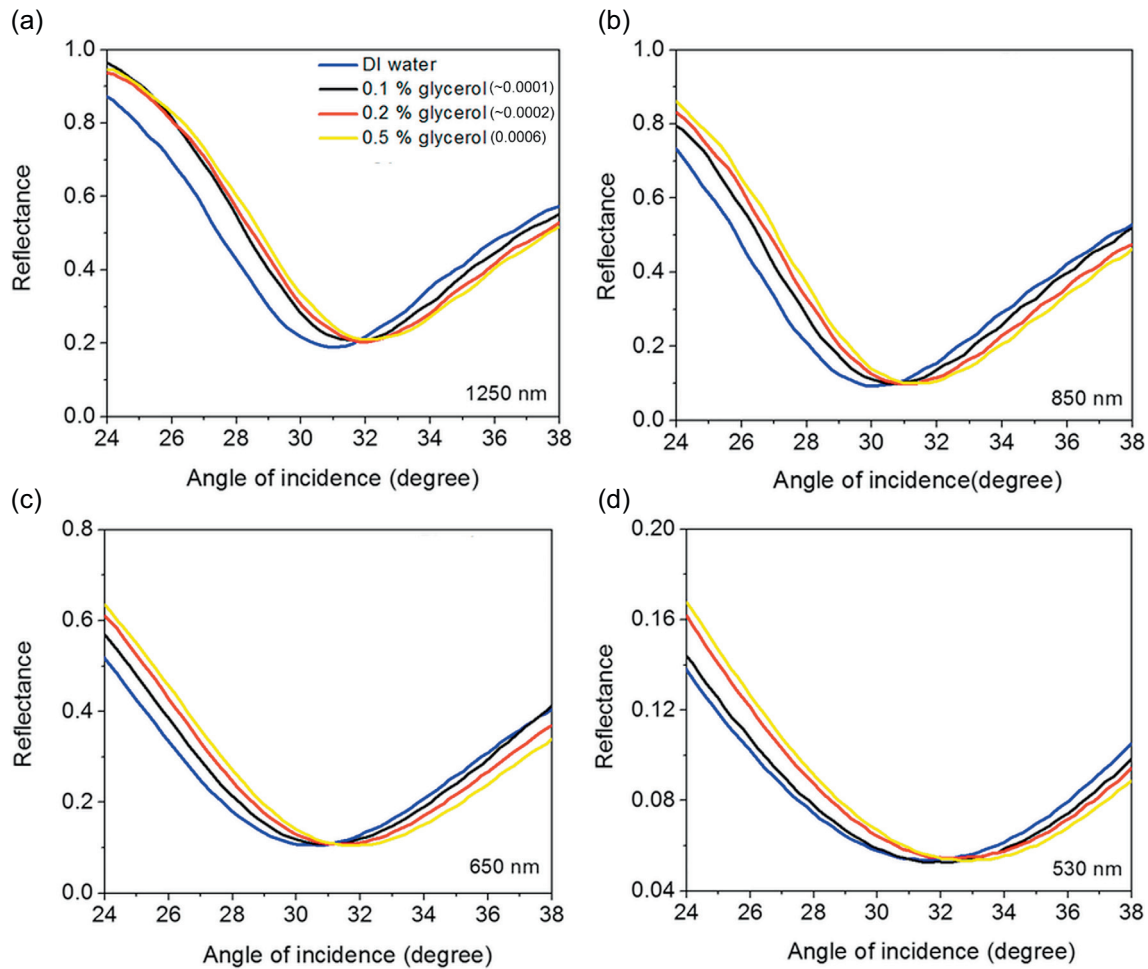 (a)
(b)
1.0
0.8
0.6
0.4
0.2
0.0
Reflectance
DI water
0.1 % glycerol (~0.0001)
0.2 % glycerol (~0.0002)
0.5 % glycerol (0.0006)
1250 nm
24 26 28 30 32 34 36 38
Angle of incidence (degree)
1.0
0.8
0.6
0.4
0.2
0.0
Reflectance
850 nm
24 26 28 30 32 34 36 38
Angle of incidence(degree)
(c)
(d)
0.8
0.6
0.4
0.2
0.0
Reflectance
650 nm
24 26 28 30 32 34 36 38
Angle of incidence (degree)
0.20
0.16
0.12
0.08
0.04
Reflectance
530 nm
24 26 28 30 32 34 36 38
Angle of incidence (degree)